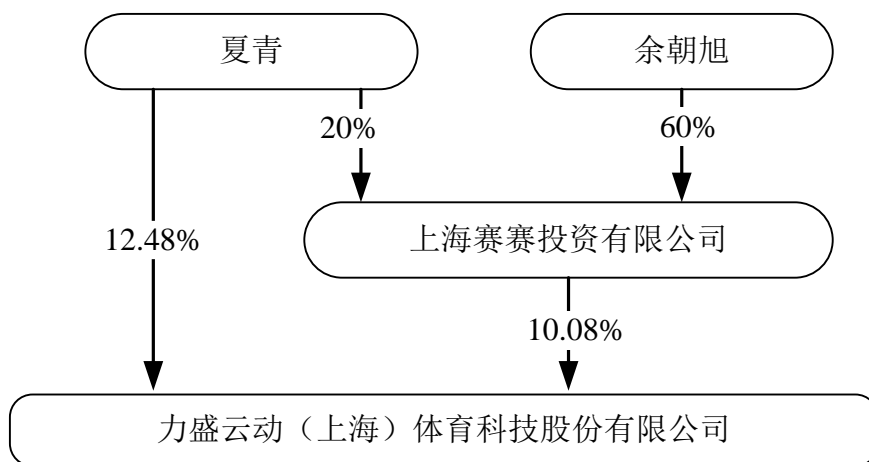 夏青
余朝旭
20%
60%
上海赛赛投资有限公司
12.48%
10.08%
力盛云动（上海）体育科技股份有限公司